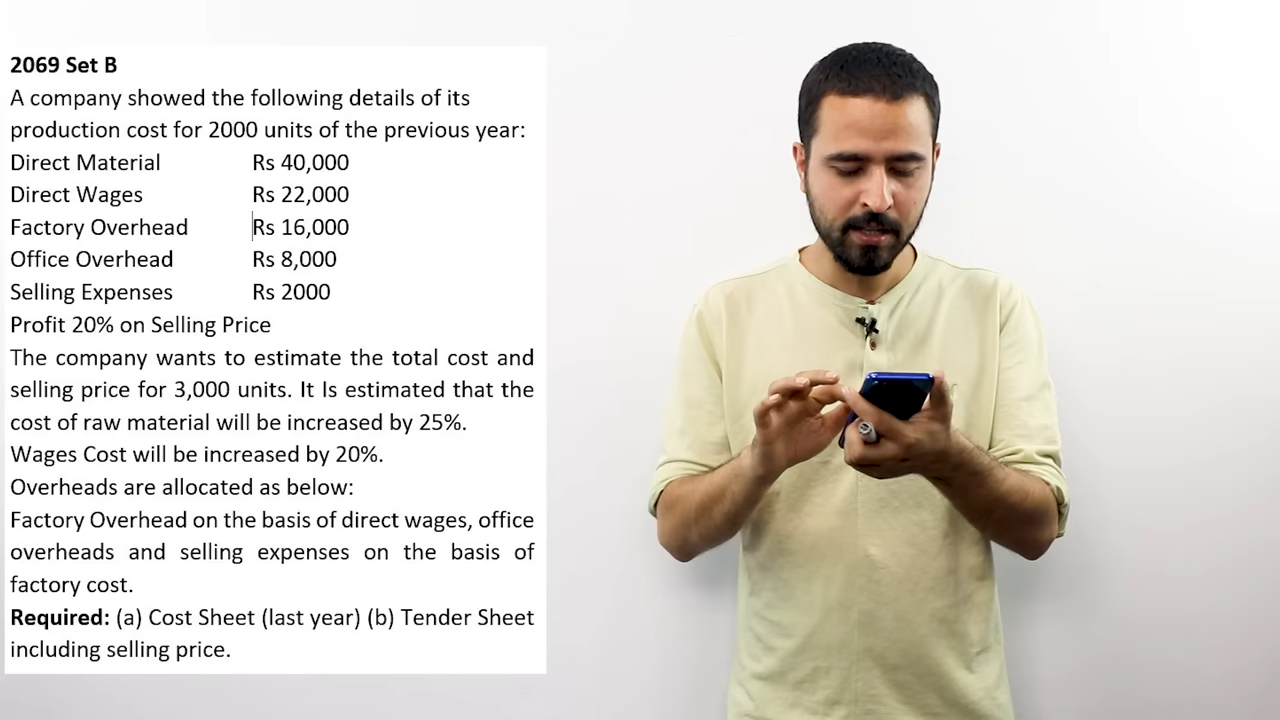 2069 Set B
A company showed the following details of its
production cost for 2000 units of the previous year:
Direct Material Rs 40,000
Direct Wages Rs 22,000
Factory Overhead Rs 16,000
Office Overhead Rs 8,000
Selling Expenses Rs 2000
Profit 20% on Selling Price
The company wants to estimate the total cost and
selling price for 3,000 units. It Is estimated that the
cost of raw material will be increased by 25%.
Wages Cost will be increased by 20%.
Overheads are allocated as below:
Factory Overhead on the basis of direct wages, office
overheads and selling expenses on the basis of
factory cost.
Required: (a) Cost Sheet (last year) (b) Tender Sheet
including selling price.